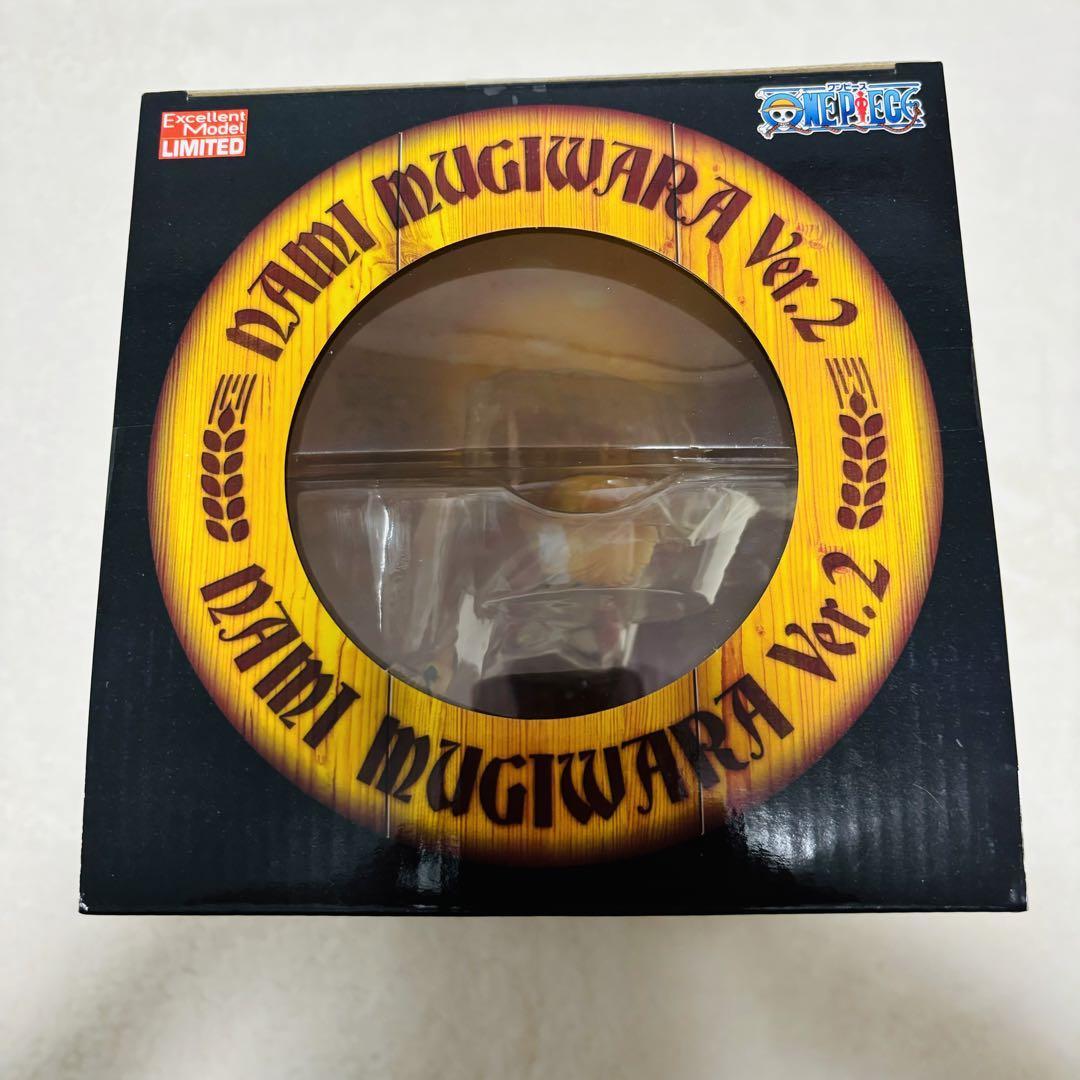 Excellent
Model
LIMITED
ワンピース
ONE PIECE
NAMI MUGIWARA Ver.2
NAMI MUGIWARA Ver.2